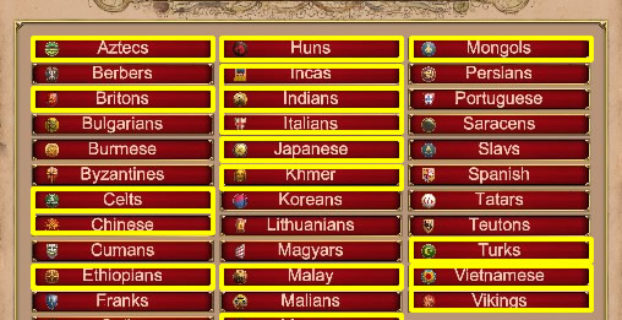 Aztecs Huns Mongols
Berbers Incas Persians
Britons Indians Portuguese
Bulgarians Italians Saracens
Burmese Japanese Slavs
Byzantines Khmer Spanish
Celts Koreans Tatars
Chinese Lithuanians Teutons
Cumans Magyars Turks
Ethiopians Malay Vietnamese
Franks Malians Vikings